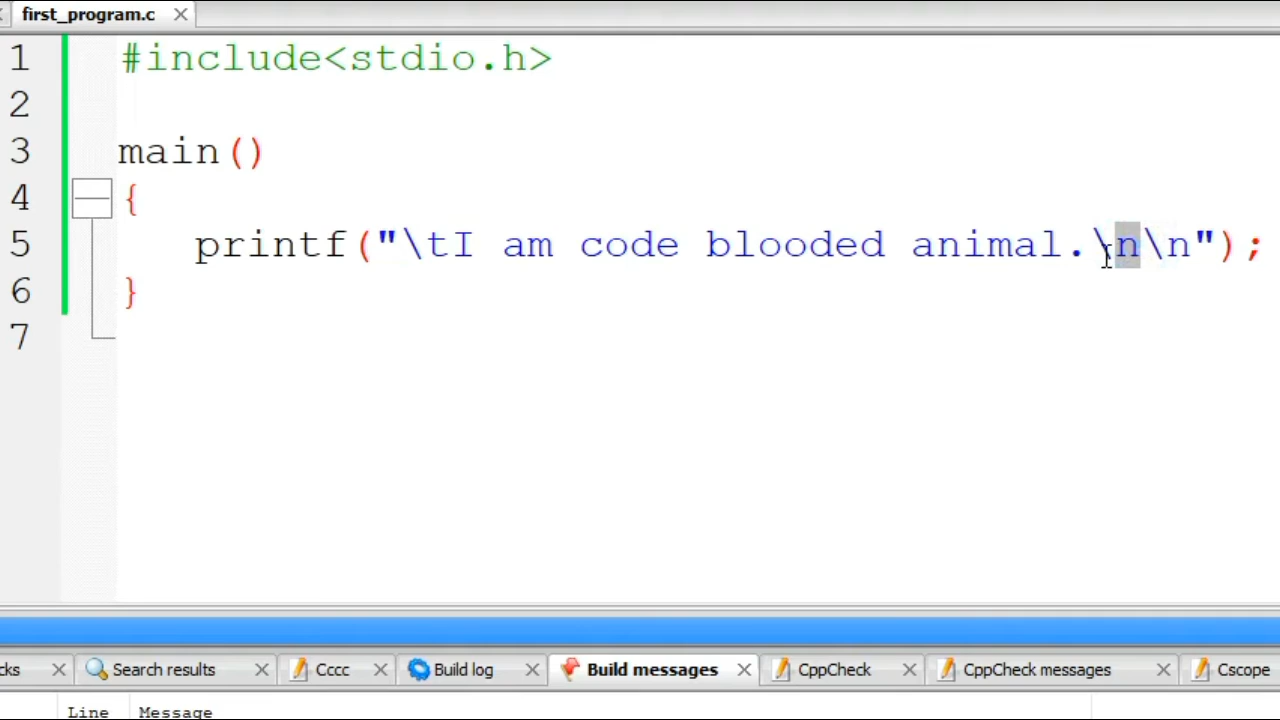 first_program.c
1 #include<stdio.h>
2
3 main()
4 {
5 printf("\tI am code blooded animal.\n\n");
6 }
7
cks Search results Cccc Build log Build messages CppCheck CppCheck messages Cscope
Line Message